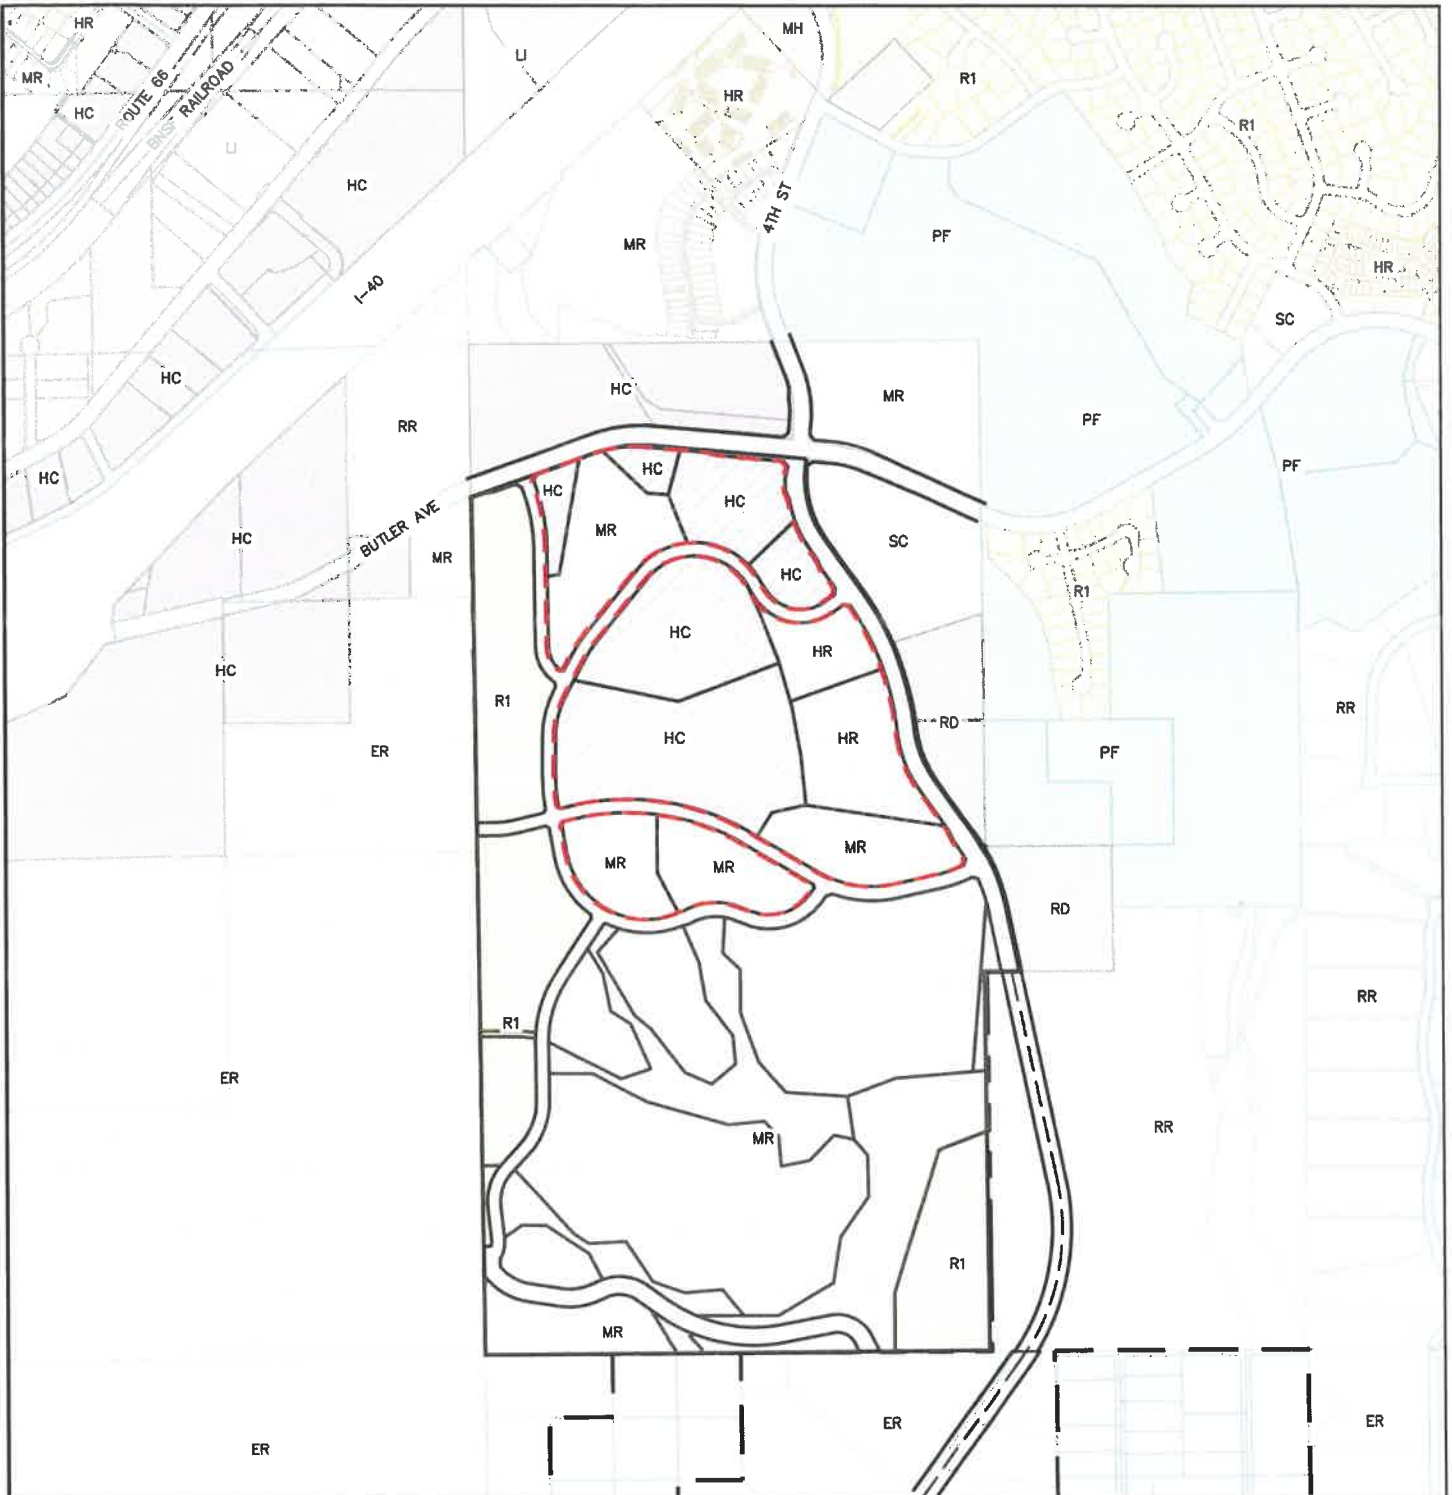 HR
MH
LI
R1
MR
HR
ROUTE 66
BNSF RAILROAD
HC
R1
LI
HC
4TH ST
MR
PF
HR
I-40
SC
HC
HC
MR
RR
PF
PF
HC
HC
HC
HC
MR
HC
BUTLER AVE
SC
MR
HC
R1
HC
HR
HC
R1
RR
RD
HC
HR
ER
PF
MR
MR
MR
RD
RR
R1
ER
RR
MR
R1
MR
ER
ER
ER